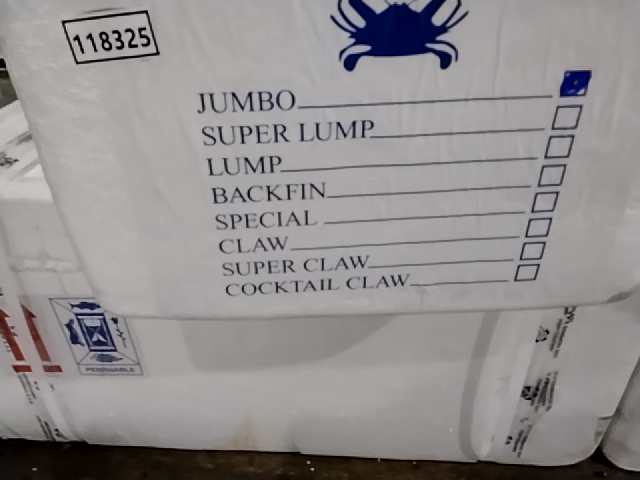 118325
JUMBO
SUPER LUMP
LUMP
BACKFIN
SPECIAL
CLAW
SUPER CLAW
COCKTAIL CLAW
PERISHABLE